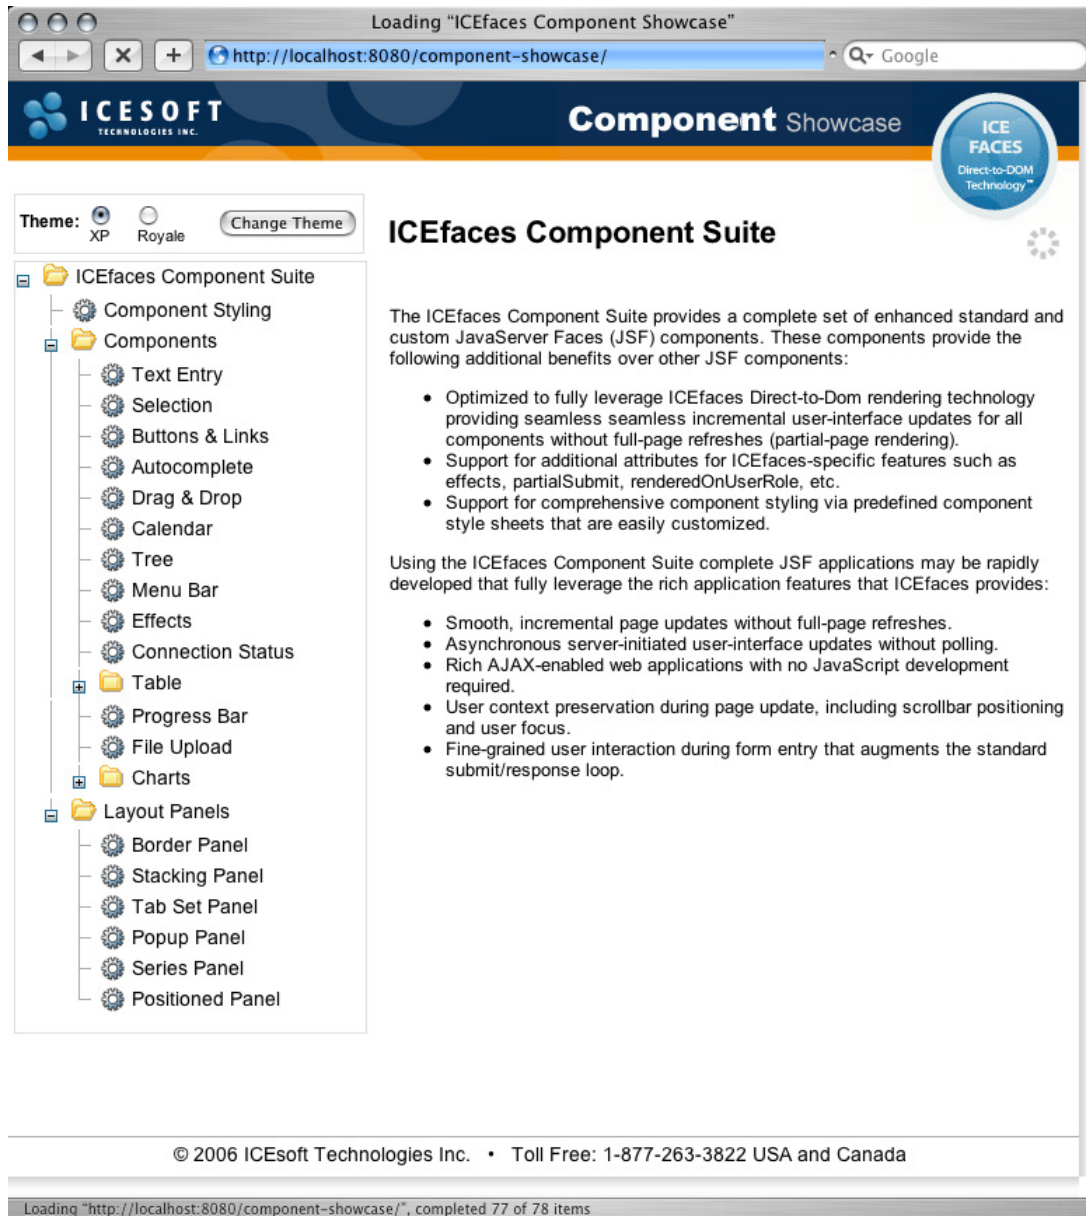 Loading “ICEfaces Component Showcase”
http://localhost:8080/component-showcase/
Google
ICESOFT
TECHNOLOGIES INC.
Component Showcase
ICE
FACES
Direct-to-DOM
Technology™
Theme:
XP
Royale
Change Theme
ICEfaces Component Suite
Component Styling
Components
Text Entry
Selection
Buttons & Links
Autocomplete
Drag & Drop
Calendar
Tree
Menu Bar
Effects
Connection Status
Table
Progress Bar
File Upload
Charts
Layout Panels
Border Panel
Stacking Panel
Tab Set Panel
Popup Panel
Series Panel
Positioned Panel
ICEfaces Component Suite
The ICEfaces Component Suite provides a complete set of enhanced standard and
custom JavaServer Faces (JSF) components. These components provide the
following additional benefits over other JSF components:
• Optimized to fully leverage ICEfaces Direct-to-Dom rendering technology
providing seamless seamless incremental user-interface updates for all
components without full-page refreshes (partial-page rendering).
• Support for additional attributes for ICEfaces-specific features such as
effects, partialSubmit, renderedOnUserRole, etc.
• Support for comprehensive component styling via predefined component
style sheets that are easily customized.
Using the ICEfaces Component Suite complete JSF applications may be rapidly
developed that fully leverage the rich application features that ICEfaces provides:
• Smooth, incremental page updates without full-page refreshes.
• Asynchronous server-initiated user-interface updates without polling.
• Rich AJAX-enabled web applications with no JavaScript development
required.
• User context preservation during page update, including scrollbar positioning
and user focus.
• Fine-grained user interaction during form entry that augments the standard
submit/response loop.
© 2006 ICEsoft Technologies Inc. • Toll Free: 1-877-263-3822 USA and Canada
Loading “http://localhost:8080/component-showcase/”, completed 77 of 78 items